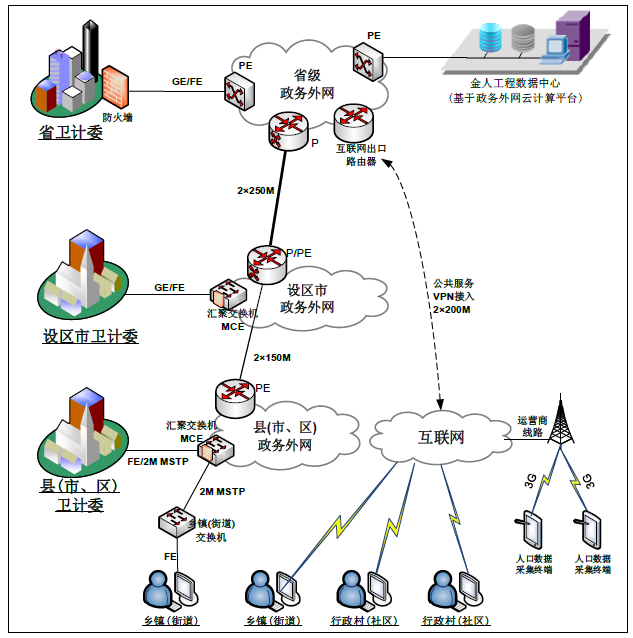 PE
PE
省级
政务外网
金人工程数据中心
(基于政务外网云计算平台)
GE/FE
防火墙
省卫计委
P
互联网出口
路由器
2×250M
P/PE
设区市
政务外网
GE/FE
汇聚交换机
MCE
设区市卫计委
公共服务
VPN接入
2×200M
2×150M
PE
汇聚交换机
MCE
县(市、区)
政务外网
互联网
运营商
线路
FE/2M MSTP
县(市、区)
卫计委
2M MSTP
3G
3G
乡镇(街道)
交换机
人口数据
采集终端
人口数据
采集终端
FE
乡镇(街道)
乡镇(街道)
行政村(社区)
行政村(社区)